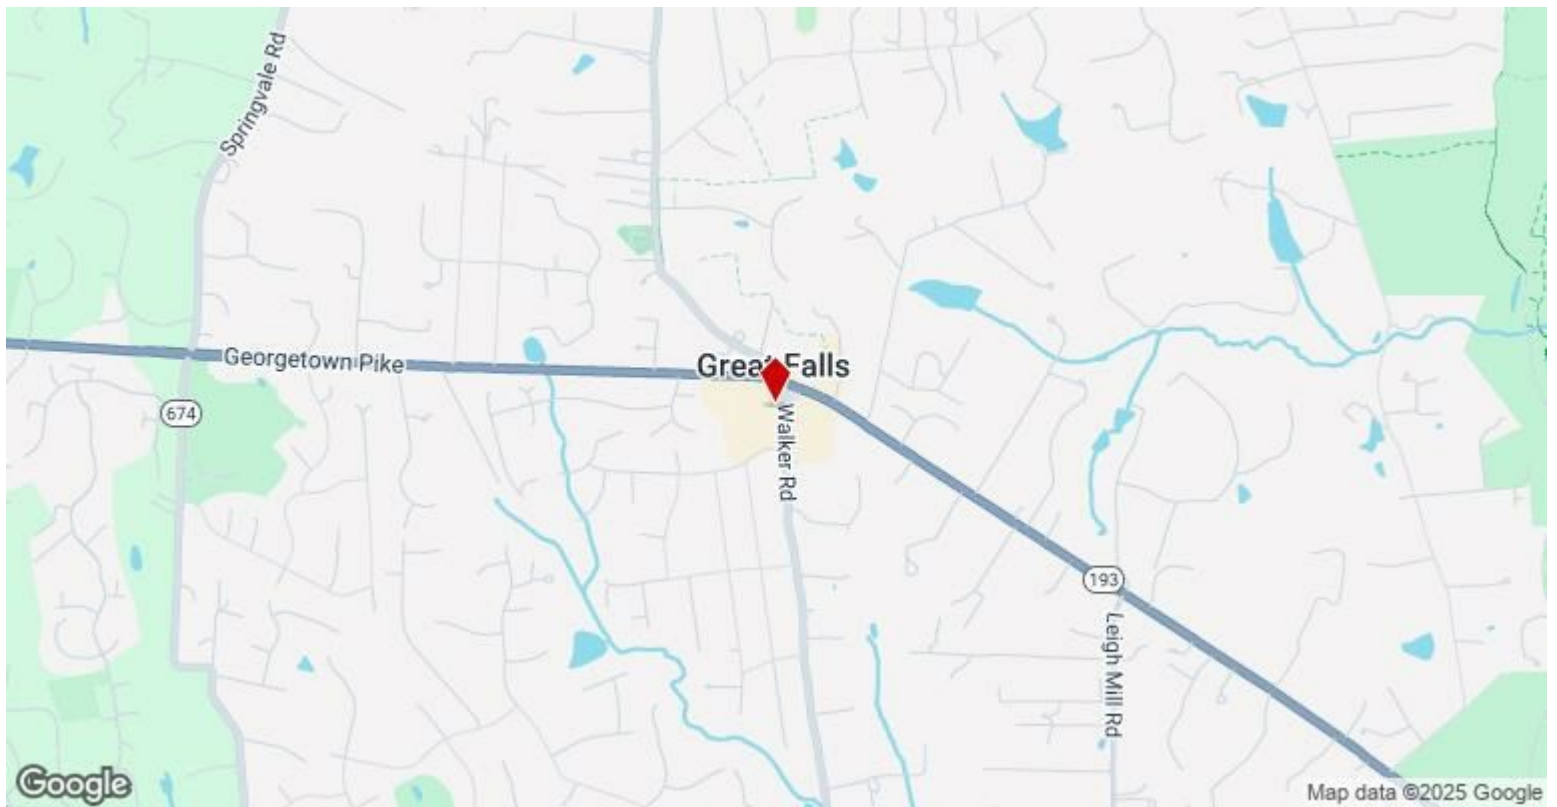 Springvale Rd
Georgetown Pike
Great Falls
674
Walker Rd
193
Leigh Mill Rd
Google
Map data ©2025 Google